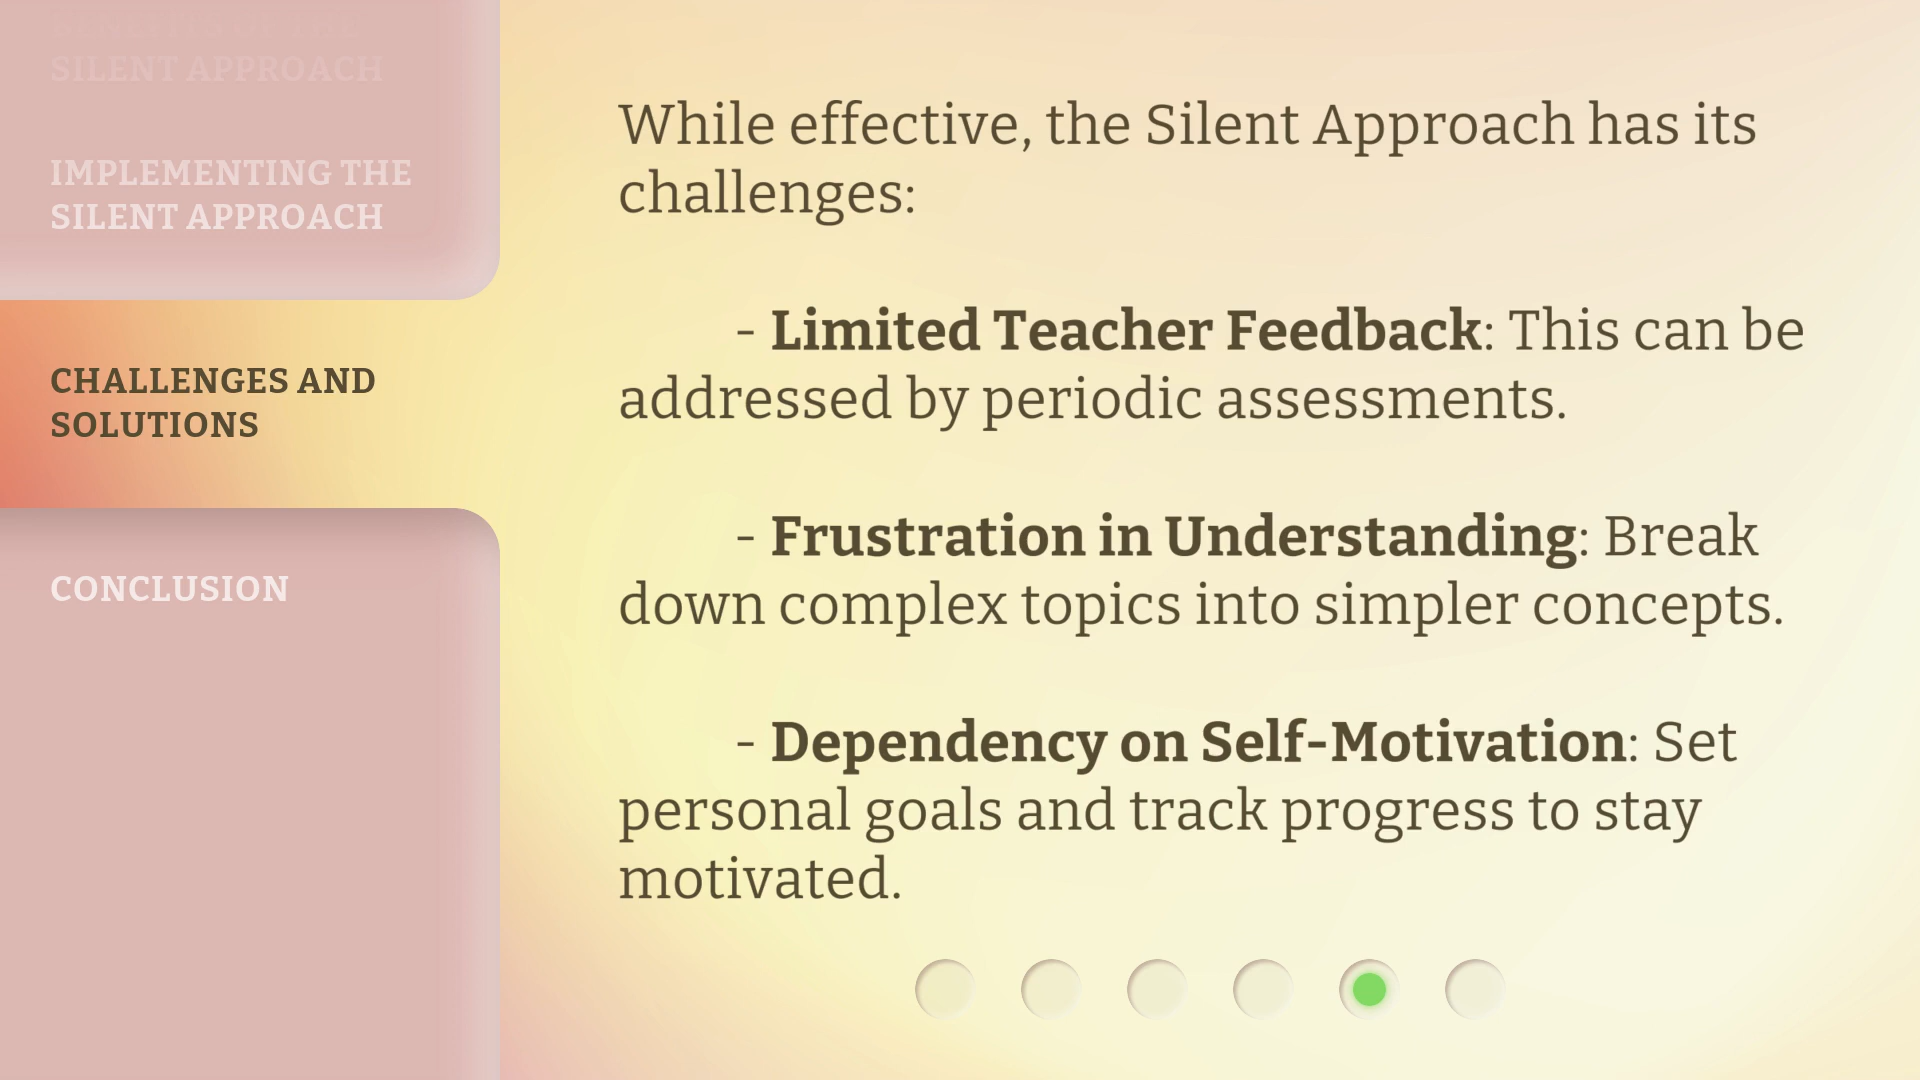 SILENT APPROACH
IMPLEMENTING THE
SILENT APPROACH
CHALLENGES AND
SOLUTIONS
CONCLUSION
While effective, the Silent Approach has its
challenges:
- Limited Teacher Feedback: This can be
addressed by periodic assessments.
- Frustration in Understanding: Break
down complex topics into simpler concepts.
- Dependency on Self-Motivation: Set
personal goals and track progress to stay
motivated.